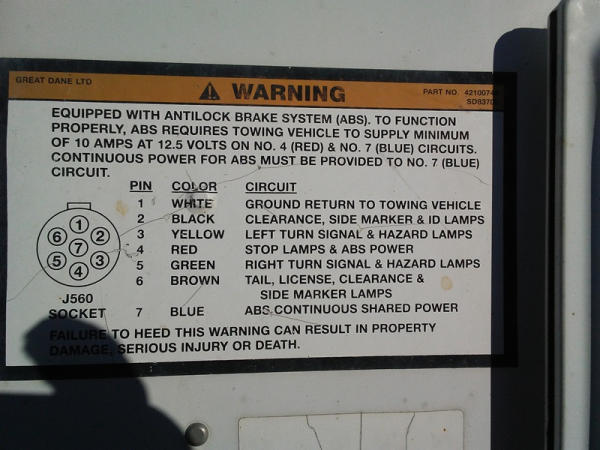 GREAT DANE LTD
WARNING
PART NO. 4210074
SD837
EQUIPPED WITH ANTILOCK BRAKE SYSTEM (ABS). TO FUNCTION
PROPERLY, ABS REQUIRES TOWING VEHICLE TO SUPPLY MINIMUM
OF 10 AMPS AT 12.5 VOLTS ON NO. 4 (RED) & NO. 7 (BLUE) CIRCUITS.
CONTINUOUS POWER FOR ABS MUST BE PROVIDED TO NO. 7 (BLUE)
CIRCUIT.
PIN COLOR CIRCUIT
1 WHITE GROUND RETURN TO TOWING VEHICLE
2 BLACK CLEARANCE, SIDE MARKER & ID LAMPS
3 YELLOW LEFT TURN SIGNAL & HAZARD LAMPS
4 RED STOP LAMPS & ABS POWER
5 GREEN RIGHT TURN SIGNAL & HAZARD LAMPS
6 BROWN TAIL, LICENSE, CLEARANCE &
SIDE MARKER LAMPS
7 BLUE ABS CONTINUOUS SHARED POWER
1
6 2
7
5 3
4
J560
SOCKET
FAILURE TO HEED THIS WARNING CAN RESULT IN PROPERTY
DAMAGE, SERIOUS INJURY OR DEATH.